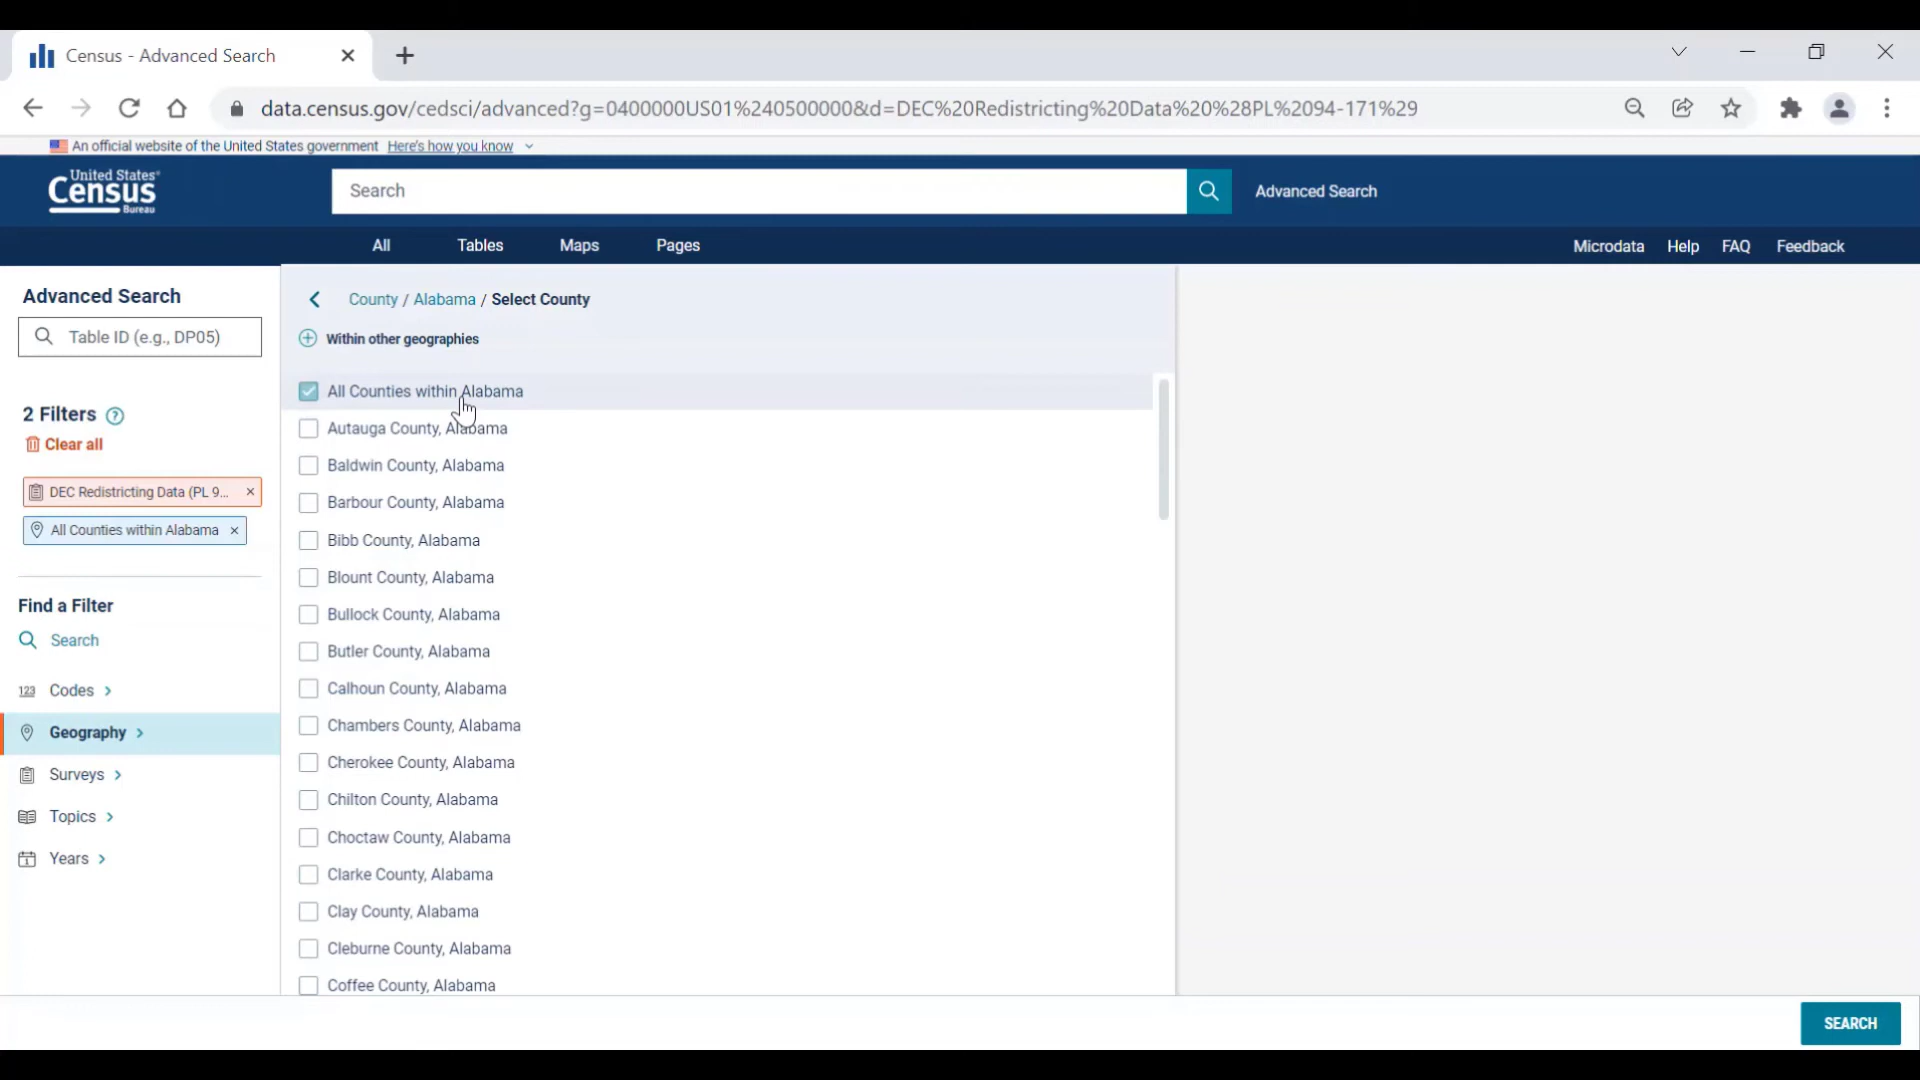 Census - Advanced Search
data.census.gov/cedsci/advanced?g=0400000US01%240500000&d=DEC%20Redistricting%20Data%20%28PL%2094-171%29
An official website of the United States government Here's how you know
United States®
Census
Bureau
Search
Advanced Search
All Tables Maps Pages
Microdata Help FAQ Feedback
Advanced Search
Table ID (e.g., DP05)
2 Filters ?
Clear all
DEC Redistricting Data (PL 9... ×
All Counties within Alabama ×
Find a Filter
Search
123 Codes
Geography
Surveys
Topics
Years
County / Alabama / Select County
Within other geographies
All Counties within Alabama
Autauga County, Alabama
Baldwin County, Alabama
Barbour County, Alabama
Bibb County, Alabama
Blount County, Alabama
Bullock County, Alabama
Butler County, Alabama
Calhoun County, Alabama
Chambers County, Alabama
Cherokee County, Alabama
Chilton County, Alabama
Choctaw County, Alabama
Clarke County, Alabama
Clay County, Alabama
Cleburne County, Alabama
Coffee County, Alabama
SEARCH